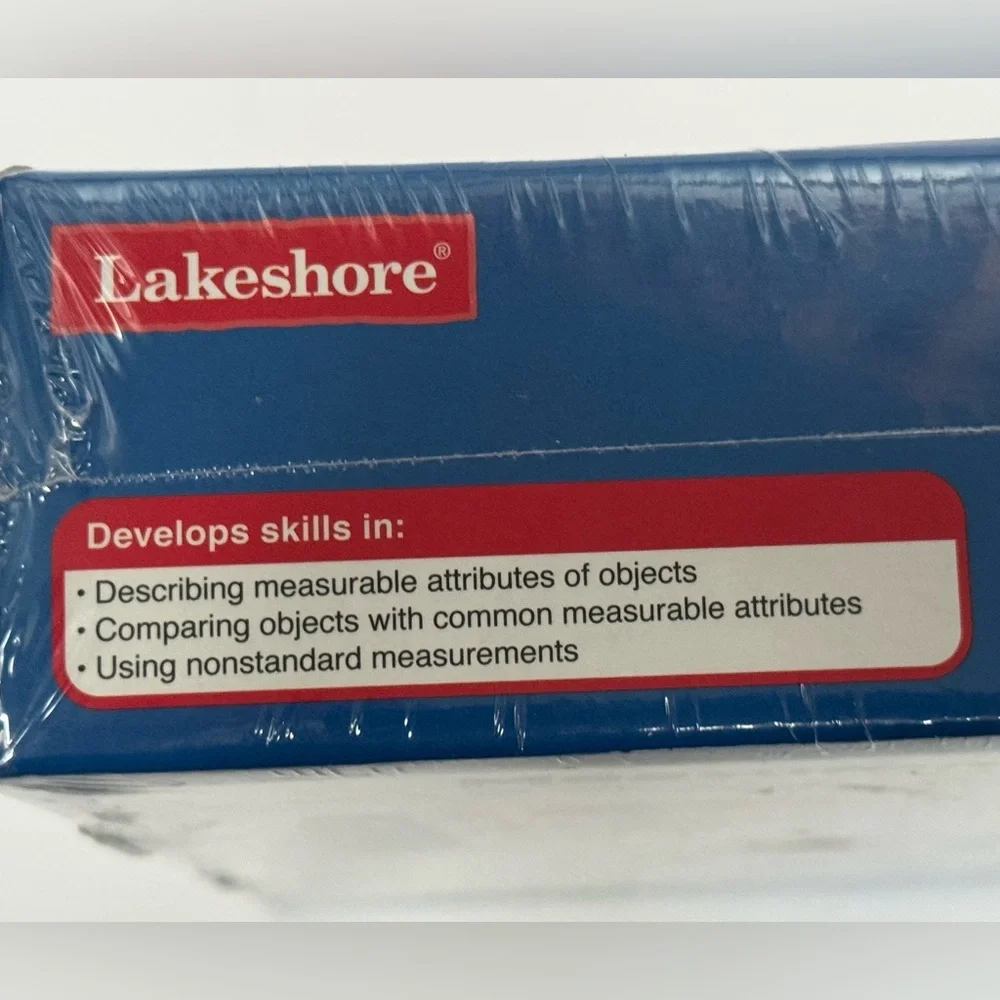 Lakeshore®
Develops skills in:
• Describing measurable attributes of objects
• Comparing objects with common measurable attributes
• Using nonstandard measurements